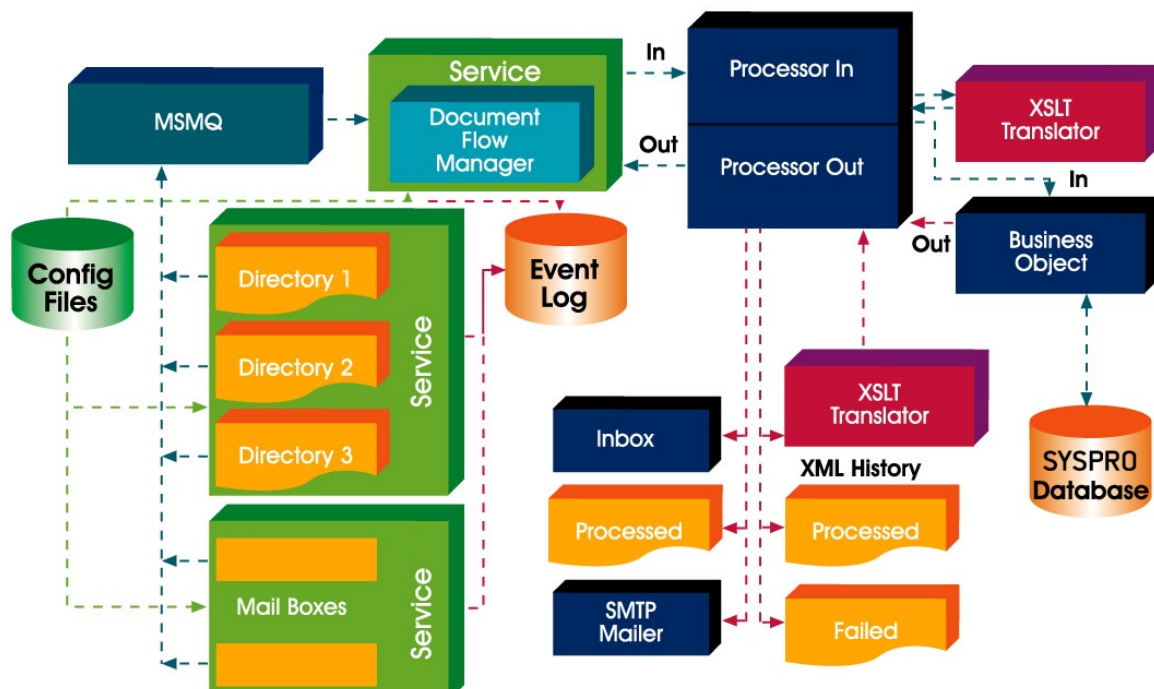 In
Service
Processor In
MSMQ
Document
Flow
Manager
XSLT
Translator
Out
Processor Out
In
Out
Business
Object
Config
Files
Directory 1
Event
Log
Directory 2
Service
Directory 3
XSLT
Translator
Inbox
XML History
SYSPRO
Database
Processed
Processed
Mail Boxes
Service
SMTP
Mailer
Failed